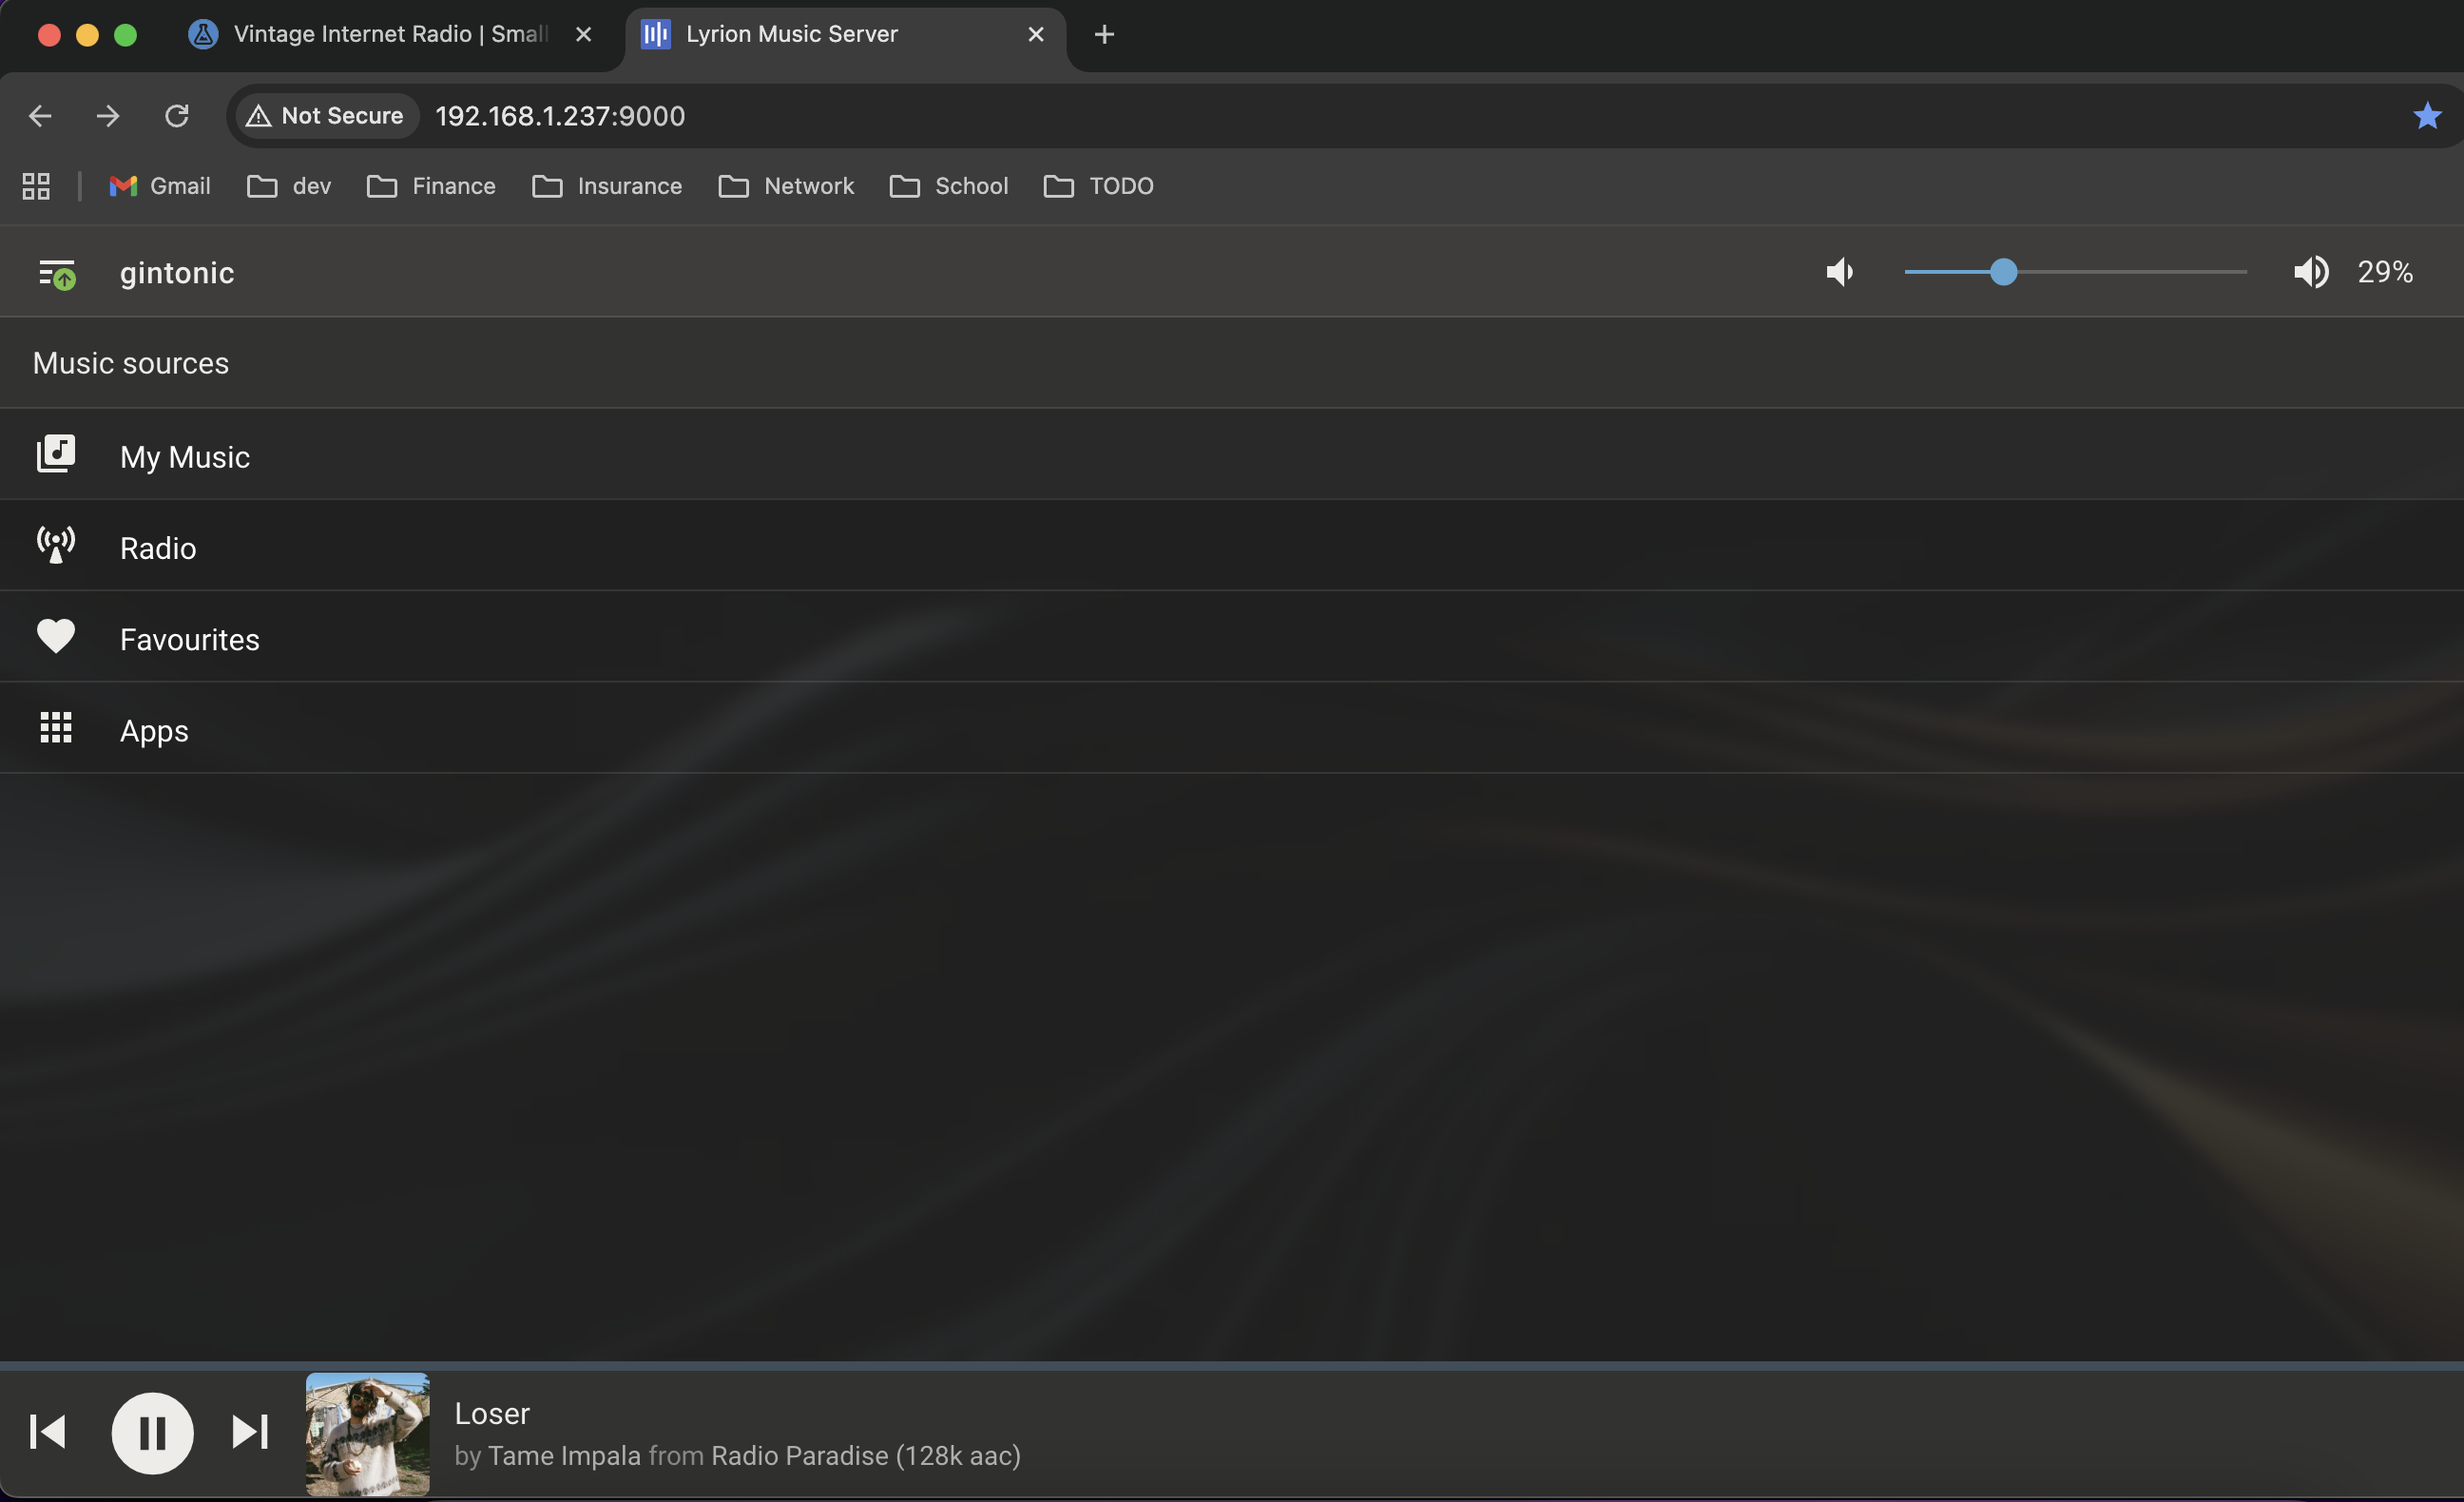 Vintage Internet Radio | Small
Lyrion Music Server
Not Secure 192.168.1.237:9000
Gmail dev Finance Insurance Network School TODO
gintonic 29%
Music sources
My Music
Radio
Favourites
Apps
Loser
by Tame Impala from Radio Paradise (128k aac)